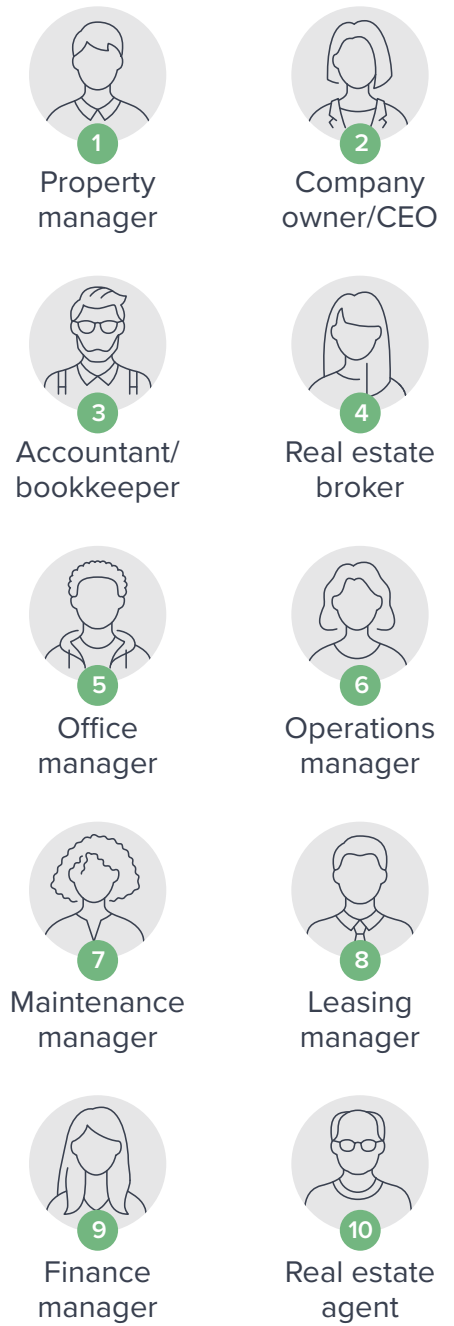 1
Property
manager
2
Company
owner/CEO
3
Accountant/
bookkeeper
4
Real estate
broker
5
Office
manager
6
Operations
manager
7
Maintenance
manager
8
Leasing
manager
9
Finance
manager
10
Real estate
agent